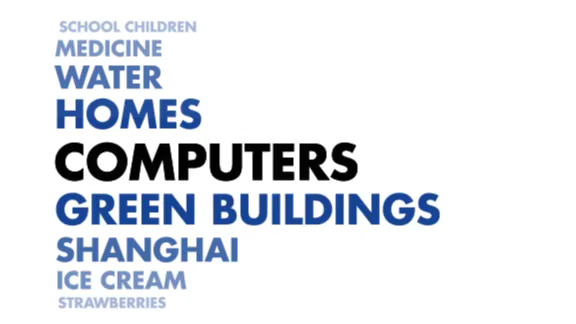 SCHOOL CHILDREN
MEDICINE
WATER
HOMES
COMPUTERS
GREEN BUILDINGS
SHANGHAI
ICE CREAM
STRAWBERRIES